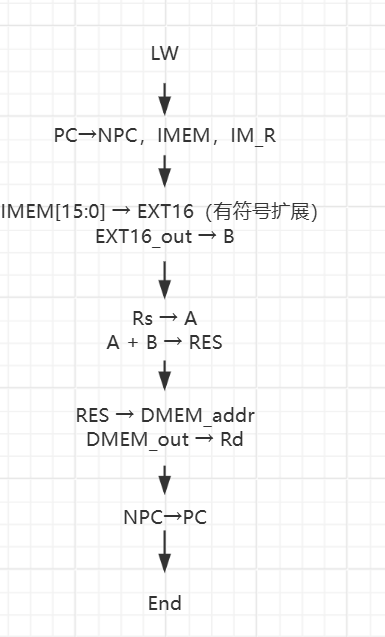 LW
PC→NPC，IMEM，IM_R
IMEM[15:0] → EXT16（有符号扩展）
EXT16_out → B
Rs → A
A + B → RES
RES → DMEM_addr
DMEM_out → Rd
NPC→PC
End